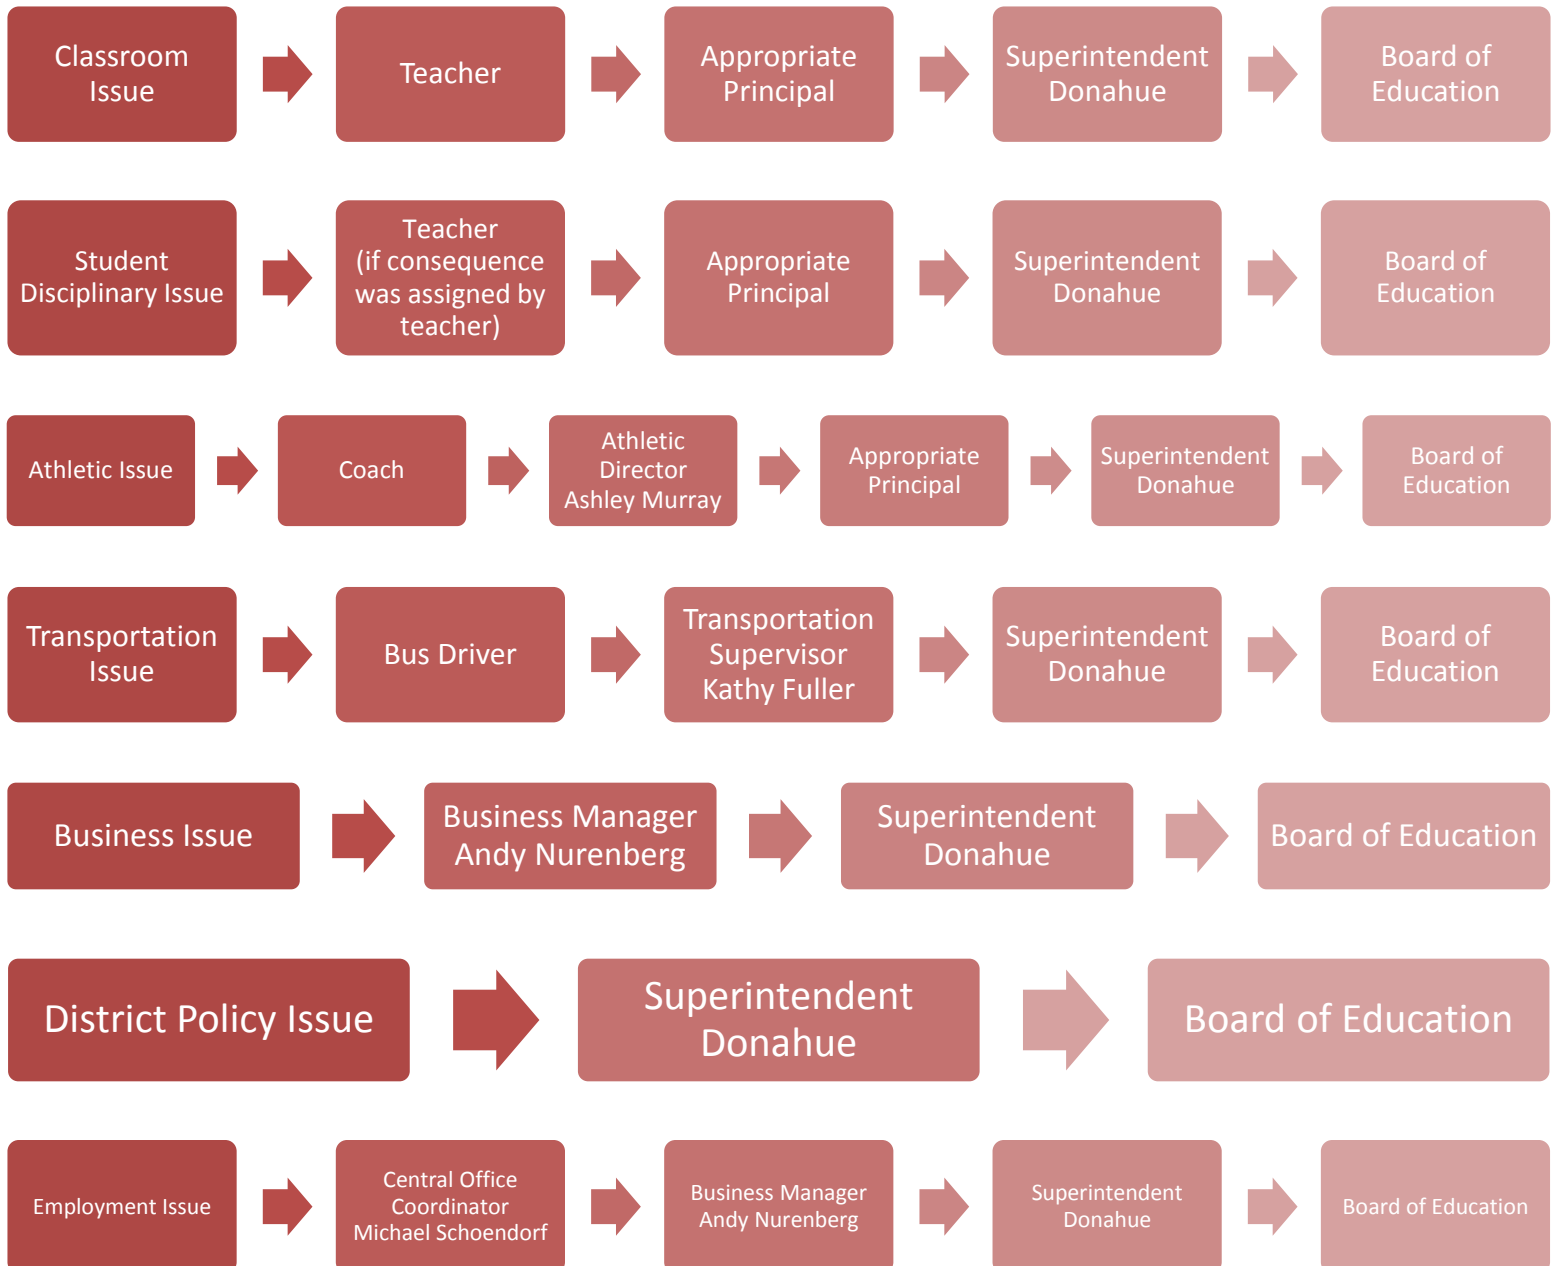 Classroom
Issue
Teacher
Appropriate
Principal
Superintendent
Donahue
Board of
Education
Student
Disciplinary Issue
Teacher
(if consequence
was assigned by
teacher)
Appropriate
Principal
Superintendent
Donahue
Board of
Education
Athletic Issue
Coach
Athletic
Director
Ashley Murray
Appropriate
Principal
Superintendent
Donahue
Board of
Education
Transportation
Issue
Bus Driver
Transportation
Supervisor
Kathy Fuller
Superintendent
Donahue
Board of
Education
Business Issue
Business Manager
Andy Nurenberg
Superintendent
Donahue
Board of Education
District Policy Issue
Superintendent
Donahue
Board of Education
Employment Issue
Central Office
Coordinator
Michael Schoendorf
Business Manager
Andy Nurenberg
Superintendent
Donahue
Board of Education